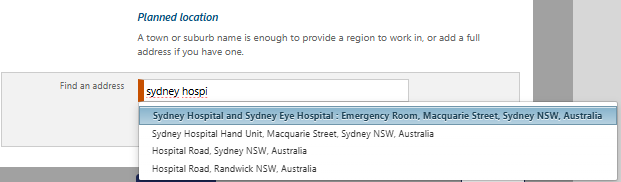 Planned location
A town or suburb name is enough to provide a region to work in, or add a full
address if you have one.
Find an address
sydney hospi
Sydney Hospital and Sydney Eye Hospital : Emergency Room, Macquarie Street, Sydney NSW, Australia
Sydney Hospital Hand Unit, Macquarie Street, Sydney NSW, Australia
Hospital Road, Sydney NSW, Australia
Hospital Road, Randwick NSW, Australia